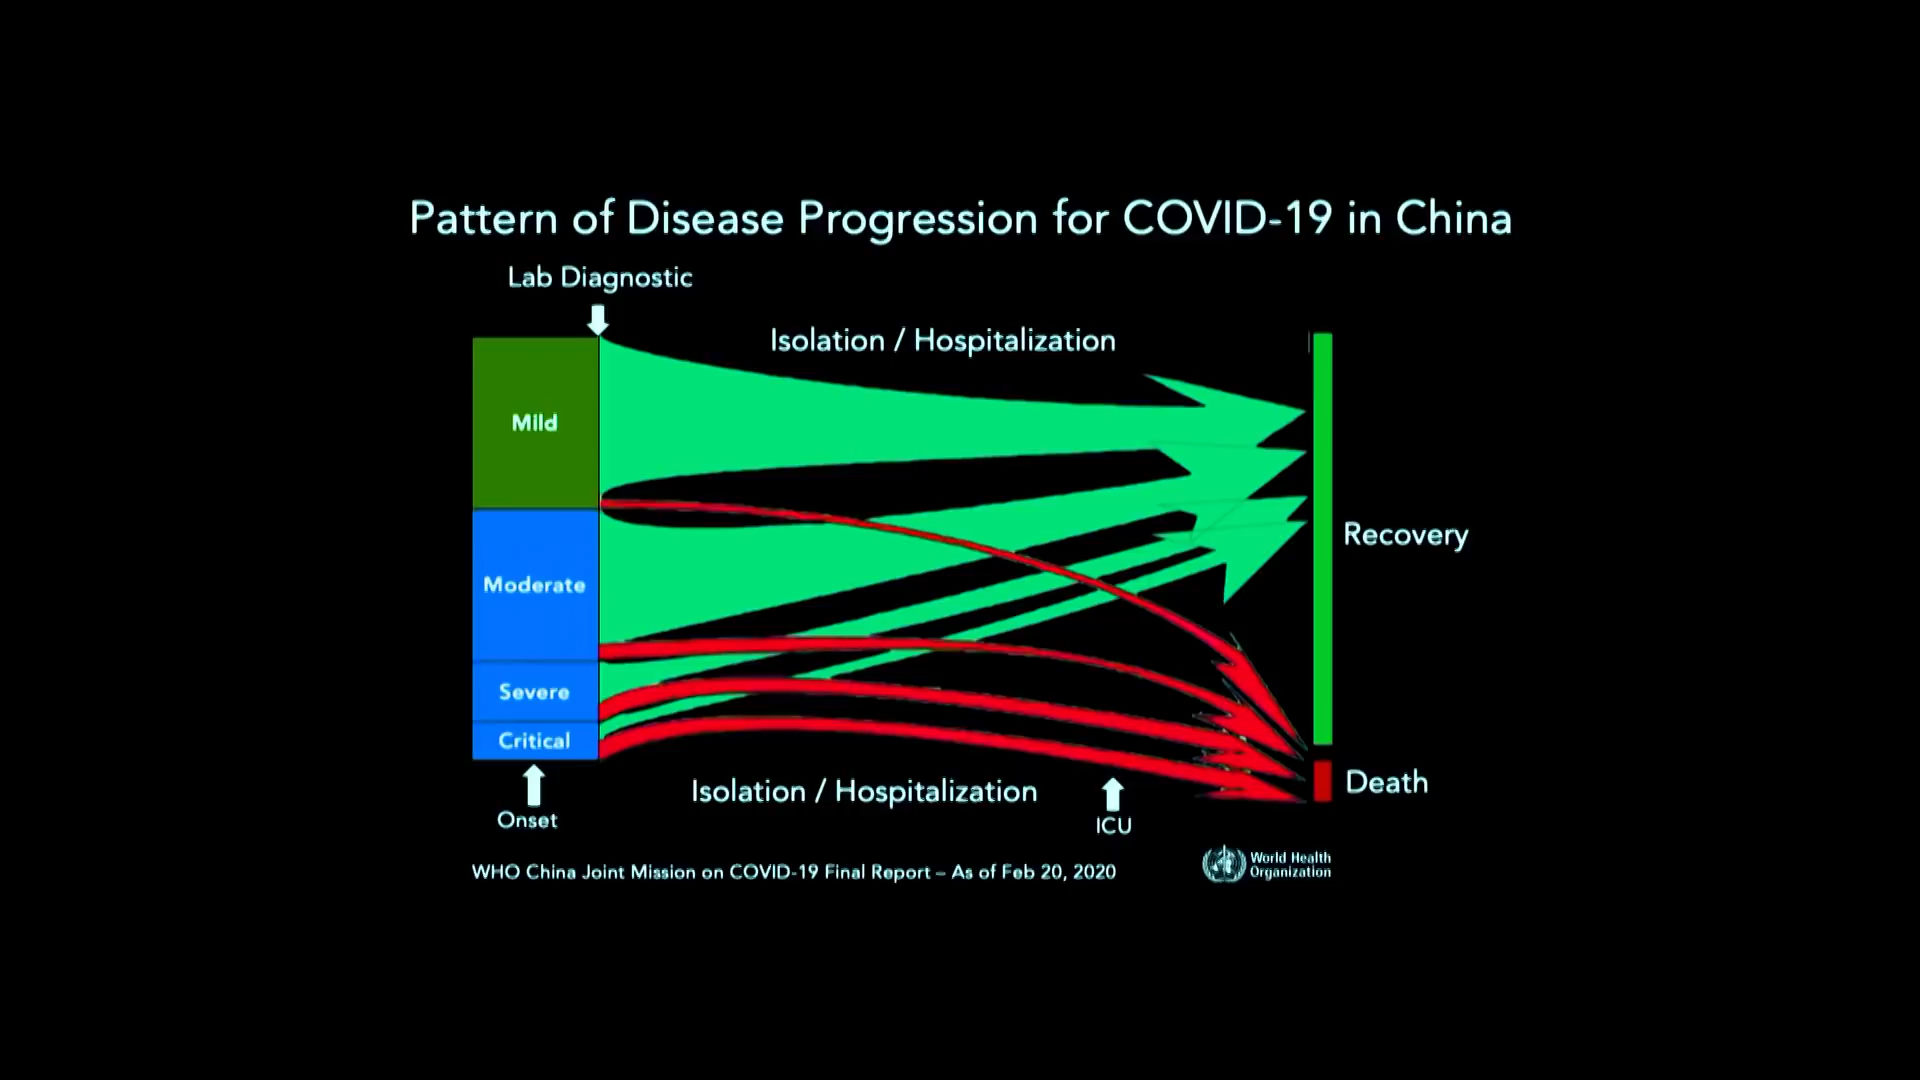 Pattern of Disease Progression for COVID-19 in China
Lab Diagnostic
Isolation / Hospitalization
Mild
Moderate
Severe
Critical
Recovery
Death
Isolation / Hospitalization
Onset
ICU
WHO China Joint Mission on COVID-19 Final Report – As of Feb 20, 2020
World Health
Organization